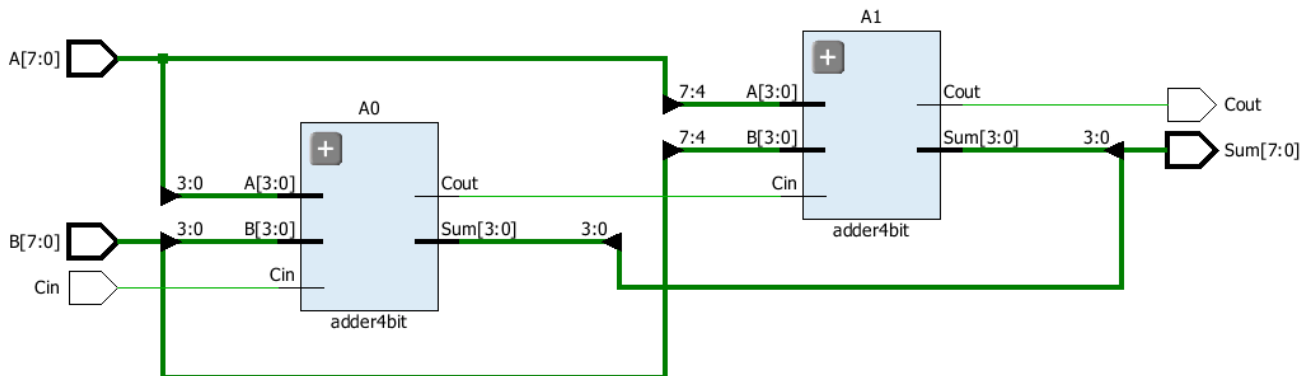 A1
A[7:0]
7:4 A[3:0]
Cout
Cout
A0
7:4 B[3:0]
Sum[3:0]
3:0
Sum[7:0]
3:0 A[3:0]
Cout
Cin
adder4bit
B[7:0]
3:0 B[3:0]
Sum[3:0]
3:0
Cin
Cin
adder4bit